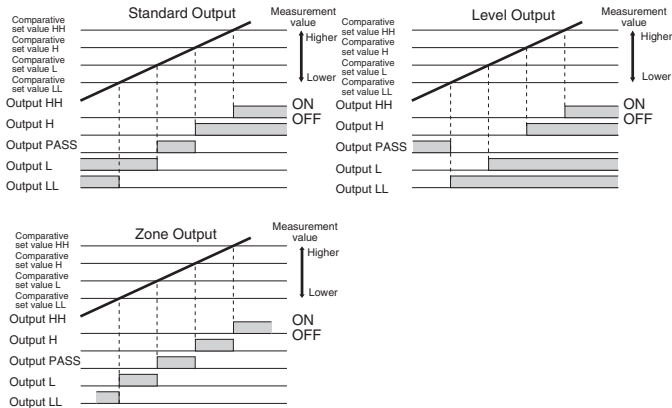 Standard Output
Measurement
value
Comparative
set value HH
Comparative
set value H
Comparative
set value L
Comparative
set value LL
Higher
Lower
Output HH
Output H
Output PASS
Output L
Output LL
ON
OFF
Level Output
Measurement
value
Comparative
set value HH
Comparative
set value H
Comparative
set value L
Comparative
set value LL
Higher
Lower
Output HH
Output H
Output PASS
Output L
Output LL
ON
OFF
Zone Output
Measurement
value
Comparative
set value HH
Comparative
set value H
Comparative
set value L
Comparative
set value LL
Higher
Lower
Output HH
Output H
Output PASS
Output L
Output LL
ON
OFF